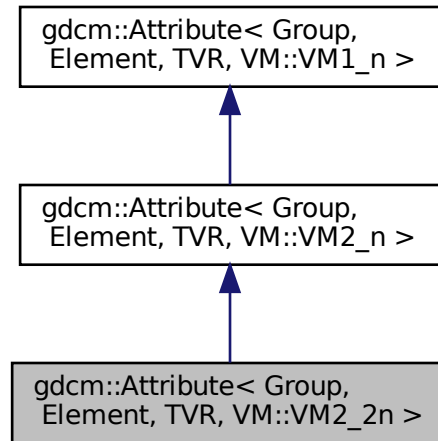 gdcm::Attribute< Group,
Element, TVR, VM::VM1_n >
gdcm::Attribute< Group,
Element, TVR, VM::VM2_n >
gdcm::Attribute< Group,
Element, TVR, VM::VM2_2n >